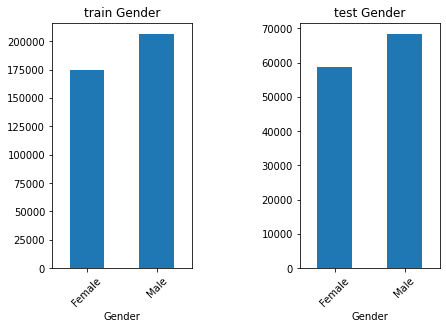 train Gender
200000
175000
150000
125000
100000
75000
50000
25000
0
Female
Male
Gender
test Gender
70000
60000
50000
40000
30000
20000
10000
0
Female
Male
Gender